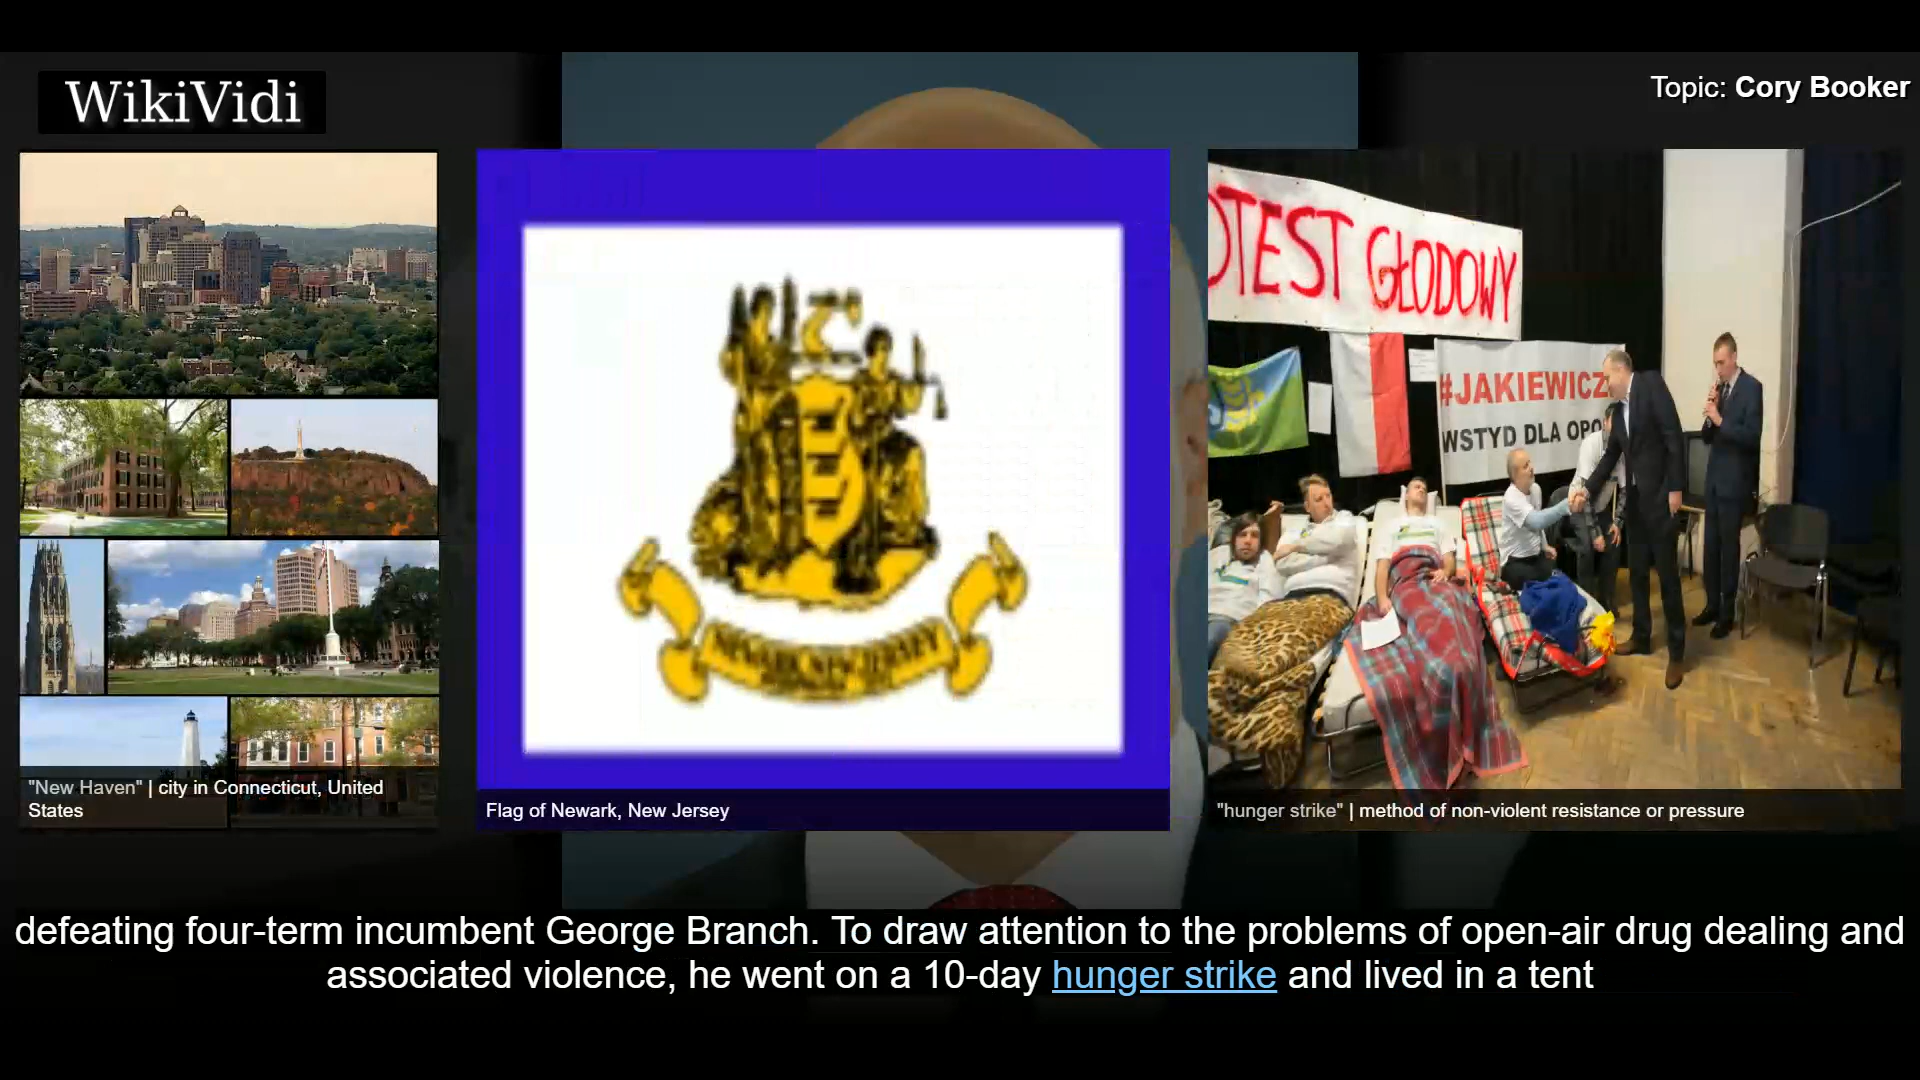 WikiVidi
Topic: Cory Booker
OTEST GŁODOWY
#JAKIEWICZ
WSTYD DLA OPO
"New Haven" | city in Connecticut, United
States
Flag of Newark, New Jersey
"hunger strike" | method of non-violent resistance or pressure
defeating four-term incumbent George Branch. To draw attention to the problems of open-air drug dealing and
associated violence, he went on a 10-day hunger strike and lived in a tent